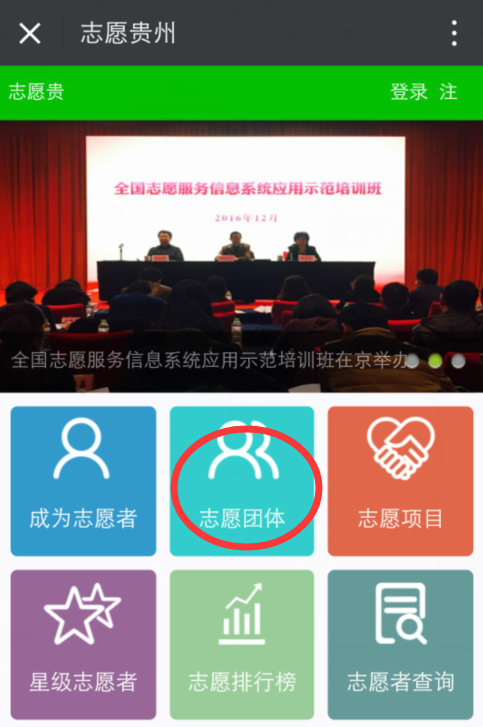 志愿贵州
志愿贵
登录 注
全国志愿服务信息系统应用示范培训班
2016年12月
全国志愿服务信息系统应用示范培训班在京举办
成为志愿者
志愿团体
志愿项目
星级志愿者
志愿排行榜
志愿者查询